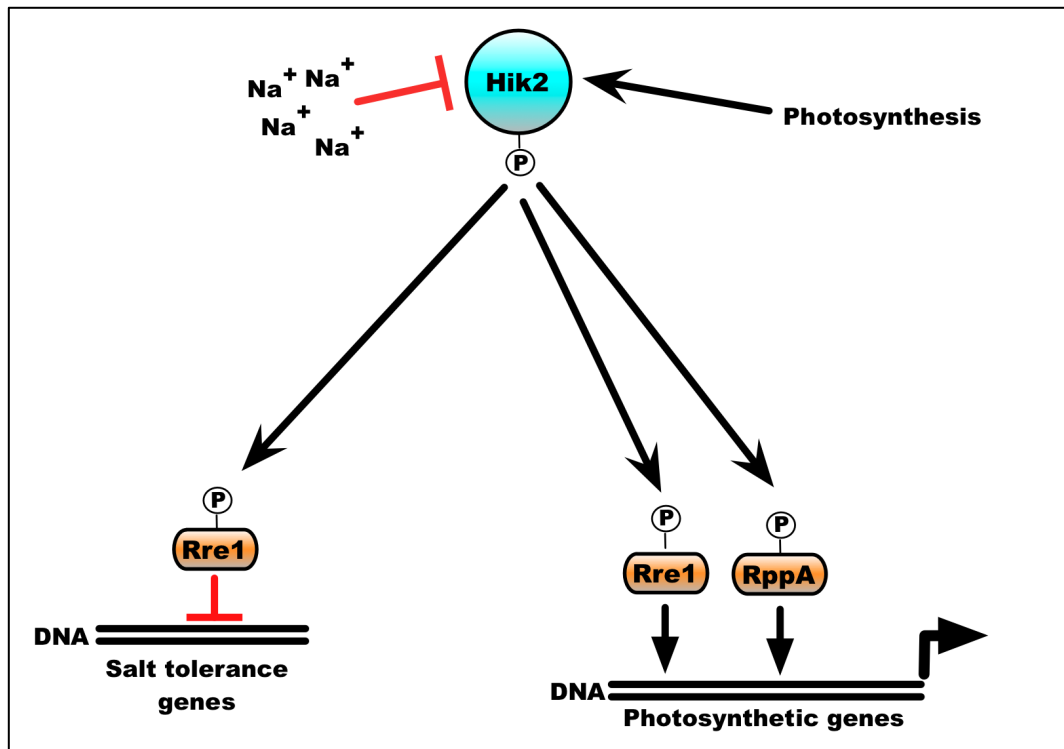 Na+ Na+
Na+
Na+
Hik2
Photosynthesis
P
P
Rre1
P
P
Rre1
RppA
DNA
Salt tolerance
genes
DNA
Photosynthetic genes